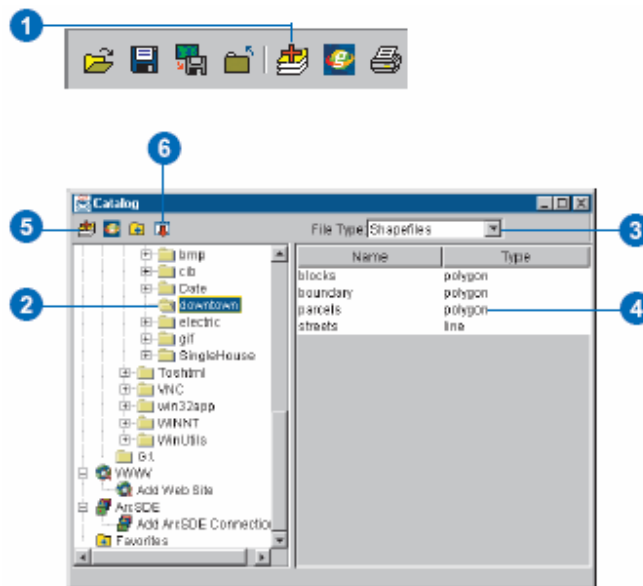 1
6
Catalog
5
File Type Shapefiles
3
bmp
Name
Type
cib
blocks
polygon
Date
boundary
polygon
2
downtown
parcels
polygon
4
electric
streets
line
gif
SingleHouse
Toshtml
VNC
win32app
WINNT
WinUtils
G:\
WWW
Add Web Site
ArcSDE
Add ArcSDE Connectio
Favorites